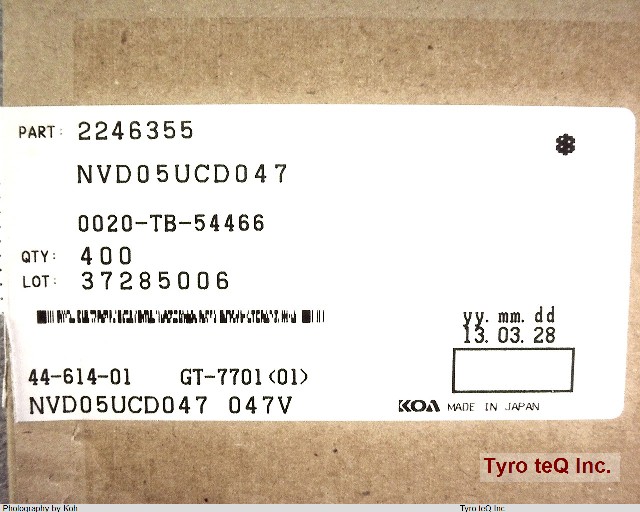 PART: 2246355
NVD05UCD047
0020-TB-54466
QTY: 400
LOT: 37285006
yy. mm. dd
13. 03. 28
44-614-01 GT-7701(01)
NVD05UCD047 047V
KOA MADE IN JAPAN
Tyro teQ Inc.
Photography by Koh
Tyro teQ Inc